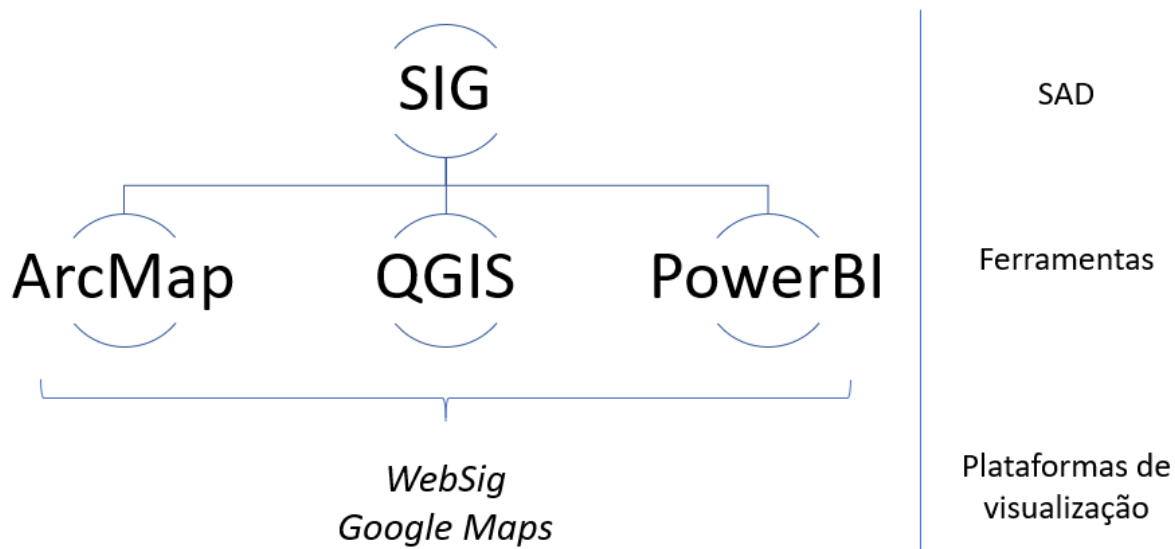 SIG
SAD
ArcMap
QGIS
PowerBI
Ferramentas
WebSig
Google Maps
Plataformas de
visualização